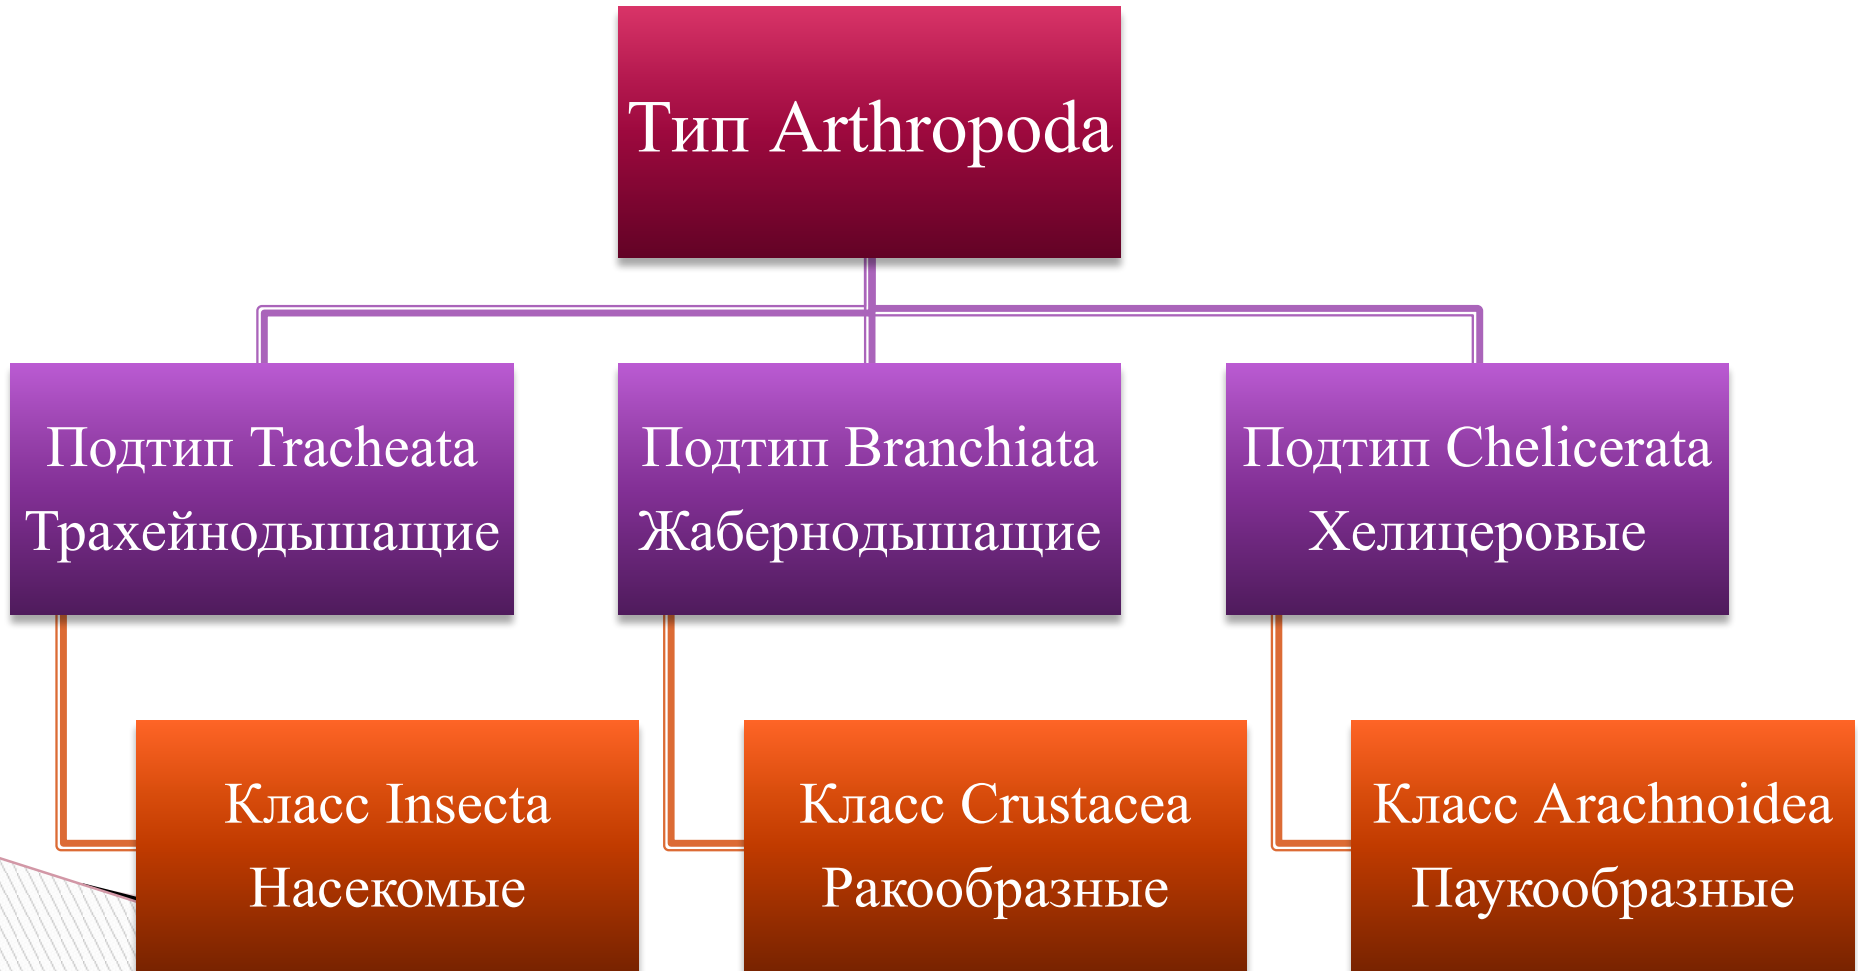 Тип Arthropoda
Подтип Tracheata
Трахейнодышащие
Подтип Branchiata
Жабернодышащие
Подтип Chelicerata
Хелицеровые
Класс Insecta
Насекомые
Класс Crustacea
Ракообразные
Класс Arachnoidea
Паукообразные